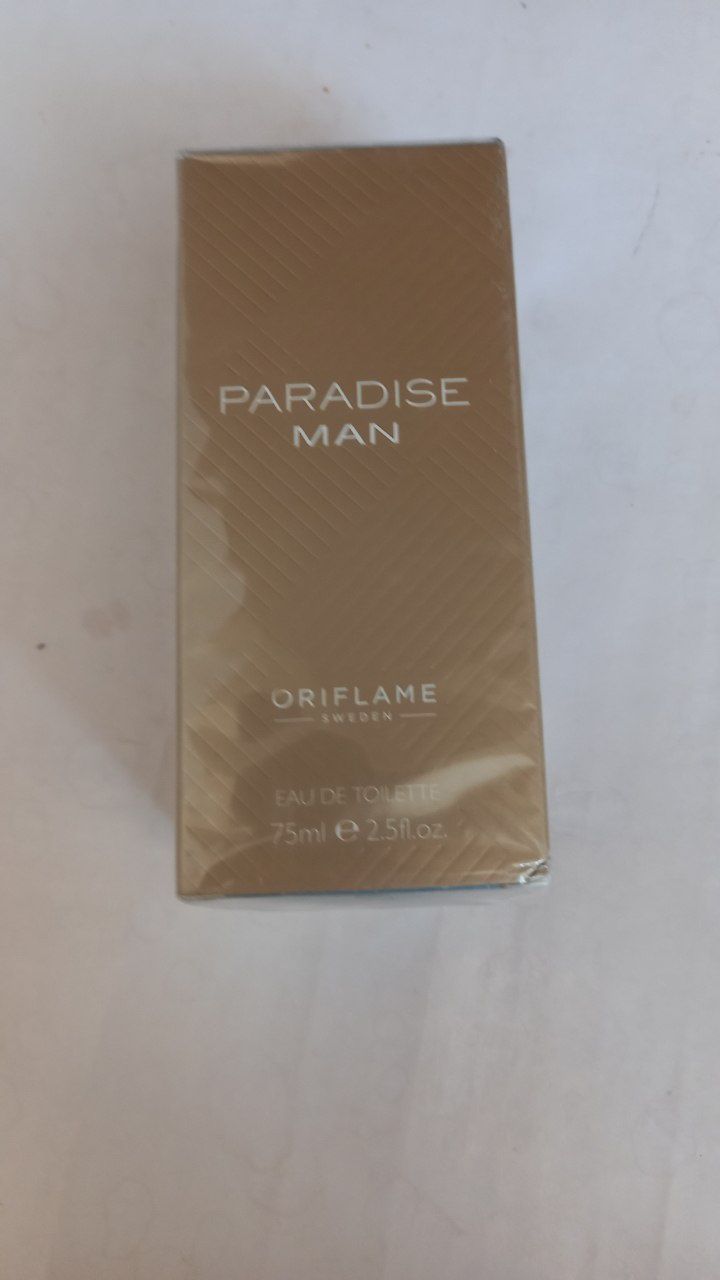 PARADISE
MAN
ORIFLAME
SWEDEN
EAU DE TOILETTE
75ml ℮ 2.5fl.oz.